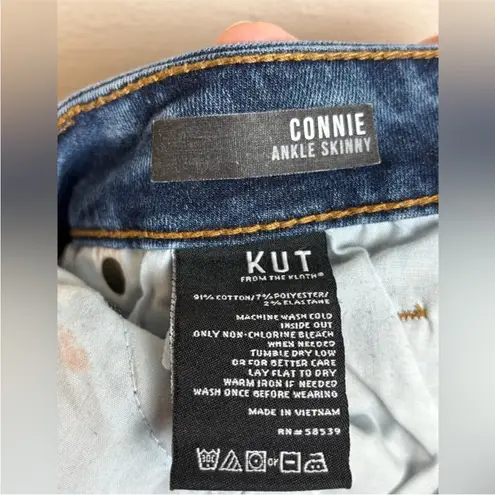 CONNIE
ANKLE SKINNY
KUT
FROM THE KLOTH®
91% COTTON/7% POLYESTER/
2% ELASTANE
MACHINE WASH COLD
INSIDE OUT
ONLY NON-CHLORINE BLEACH
WHEN NEEDED
TUMBLE DRY LOW
OR FOR BETTER CARE
LAY FLAT TO DRY
WARM IRON IF NEEDED
WASH ONCE BEFORE WEARING
MADE IN VIETNAM
RN# 58539
or